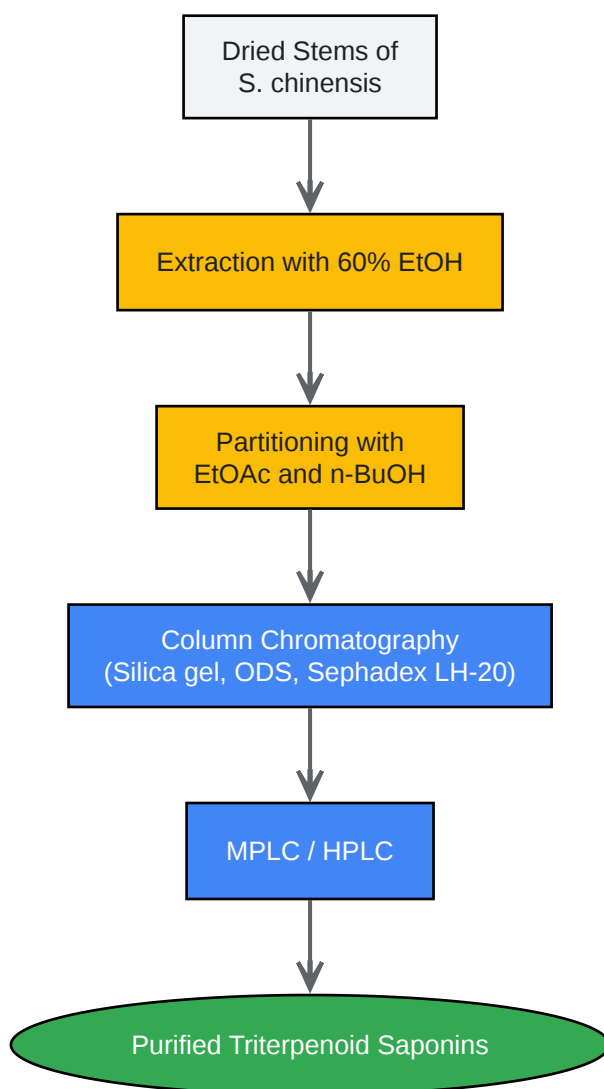 Dried Stems of
S. chinensis
Extraction with 60% EtOH
Partitioning with
EtOAc and n-BuOH
Column Chromatography
(Silica gel, ODS, Sephadex LH-20)
MPLC / HPLC
Purified Triterpenoid Saponins